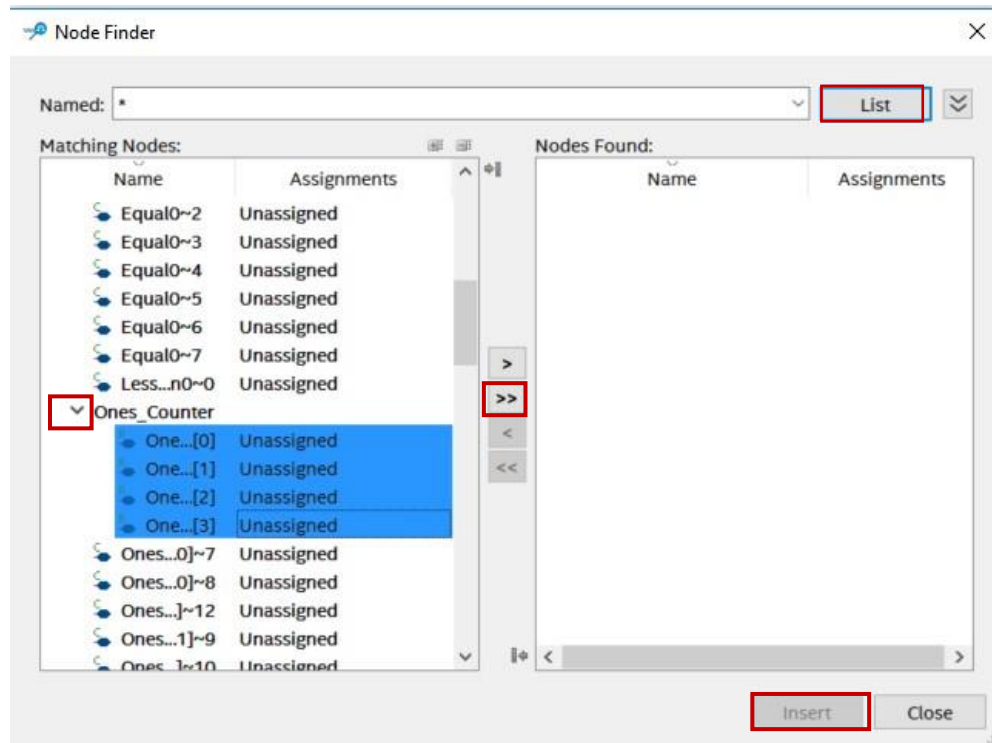 Node Finder
Named: *
List
Matching Nodes:
Nodes Found:
Name Assignments
Name Assignments
Equal0~2 Unassigned
Equal0~3 Unassigned
Equal0~4 Unassigned
Equal0~5 Unassigned
Equal0~6 Unassigned
Equal0~7 Unassigned
Less...n0~0 Unassigned
Ones_Counter
One...[0] Unassigned
One...[1] Unassigned
One...[2] Unassigned
One...[3] Unassigned
Ones...0]~7 Unassigned
Ones...0]~8 Unassigned
Ones...]~12 Unassigned
Ones...1]~9 Unassigned
Ones...]~10 Unassigned
>
>>
<
<<
Insert
Close